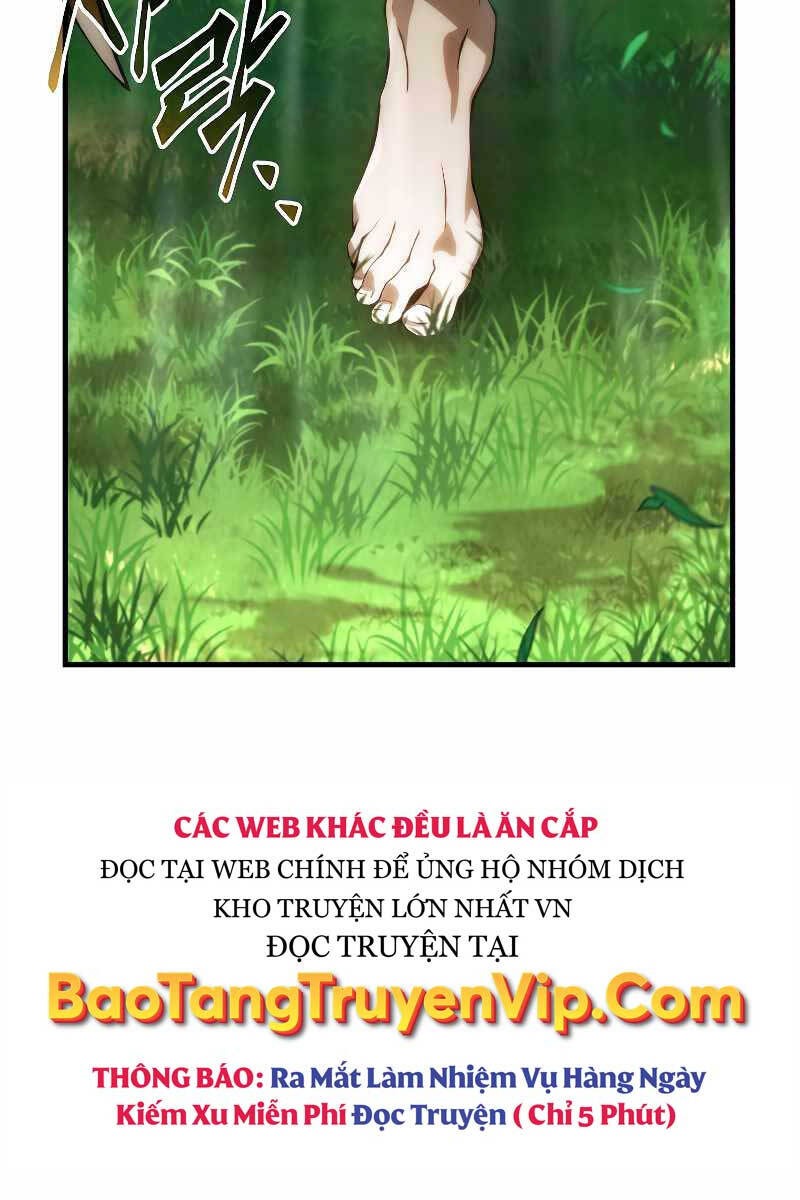 사락
CÁC WEB KHÁC ĐỀU LÀ ĂN CẮP
ĐỌC TẠI WEB CHÍNH ĐỂ ỦNG HỘ NHÓM DỊCH
KHO TRUYỆN LỚN NHẤT VN
ĐỌC TRUYỆN TẠI
BaoTangTruyenVip.Com
THÔNG BÁO: Ra Mắt Làm Nhiệm Vụ Hàng Ngày
Kiếm Xu Miễn Phí Đọc Truyện ( Chỉ 5 Phút)